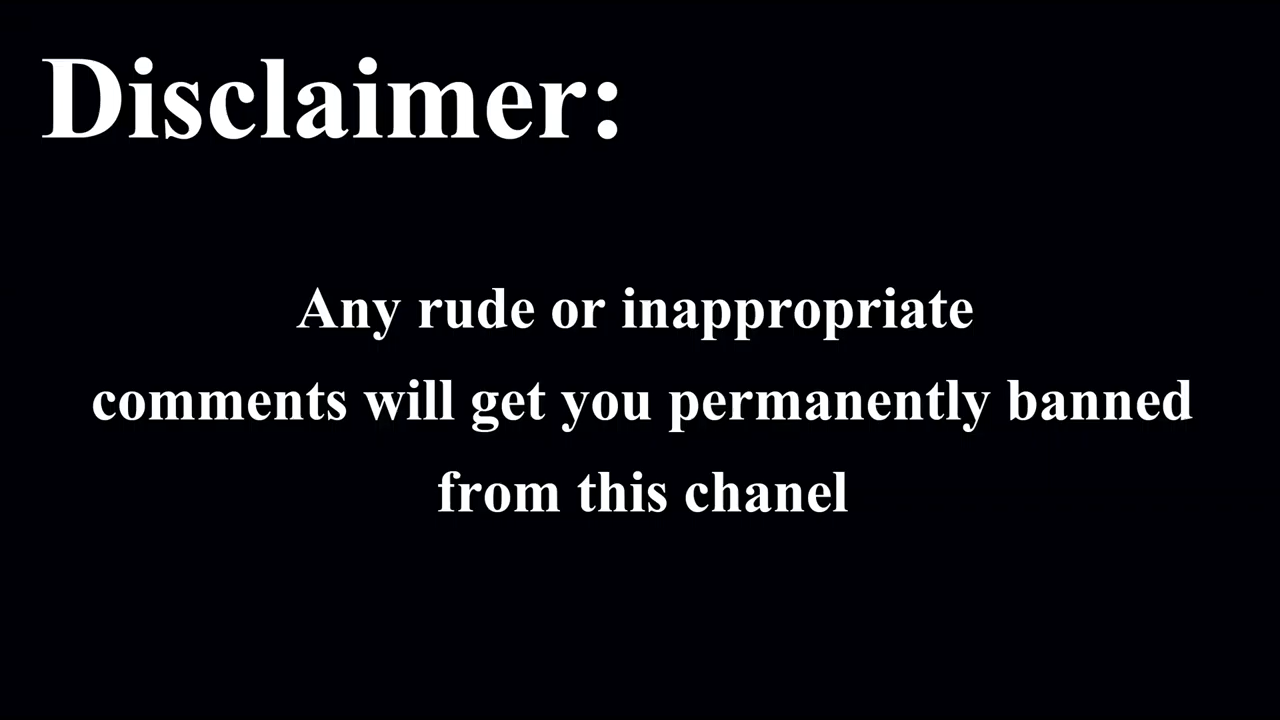 Disclaimer:
Any rude or inappropriate
comments will get you permanently banned
from this chanel